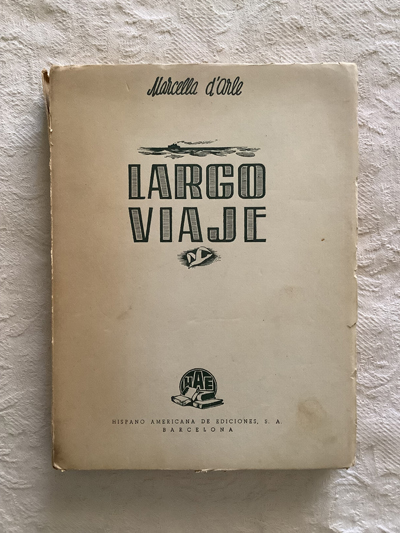 Marcella d'Arle
LARGO
VIAJE
HAE
HISPANO AMERICANA DE EDICIONES, S. A.
BARCELONA